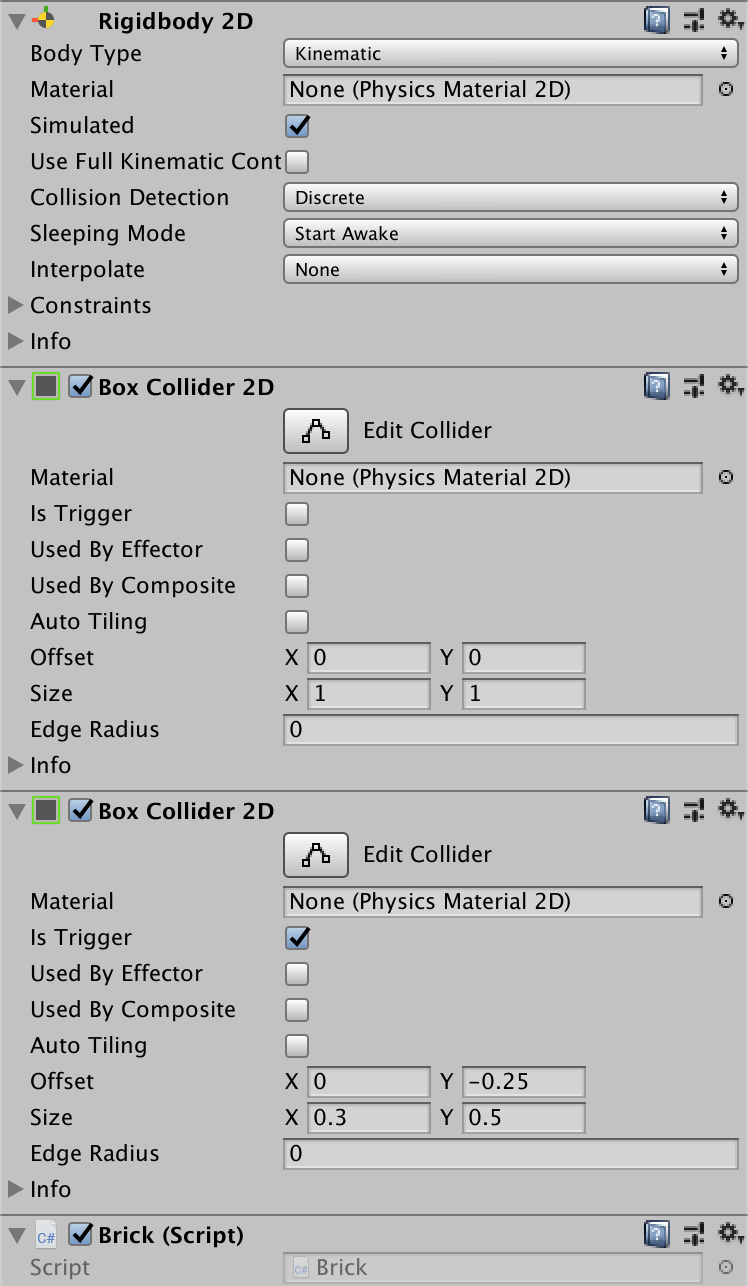 Rigidbody 2D
Body Type Kinematic
Material None (Physics Material 2D)
Simulated
Use Full Kinematic Cont
Collision Detection Discrete
Sleeping Mode Start Awake
Interpolate None
Constraints
Info
Box Collider 2D
Edit Collider
Material None (Physics Material 2D)
Is Trigger
Used By Effector
Used By Composite
Auto Tiling
Offset X 0 Y 0
Size X 1 Y 1
Edge Radius 0
Info
Box Collider 2D
Edit Collider
Material None (Physics Material 2D)
Is Trigger
Used By Effector
Used By Composite
Auto Tiling
Offset X 0 Y -0.25
Size X 0.3 Y 0.5
Edge Radius 0
Info
C# Brick (Script)
Script C# Brick